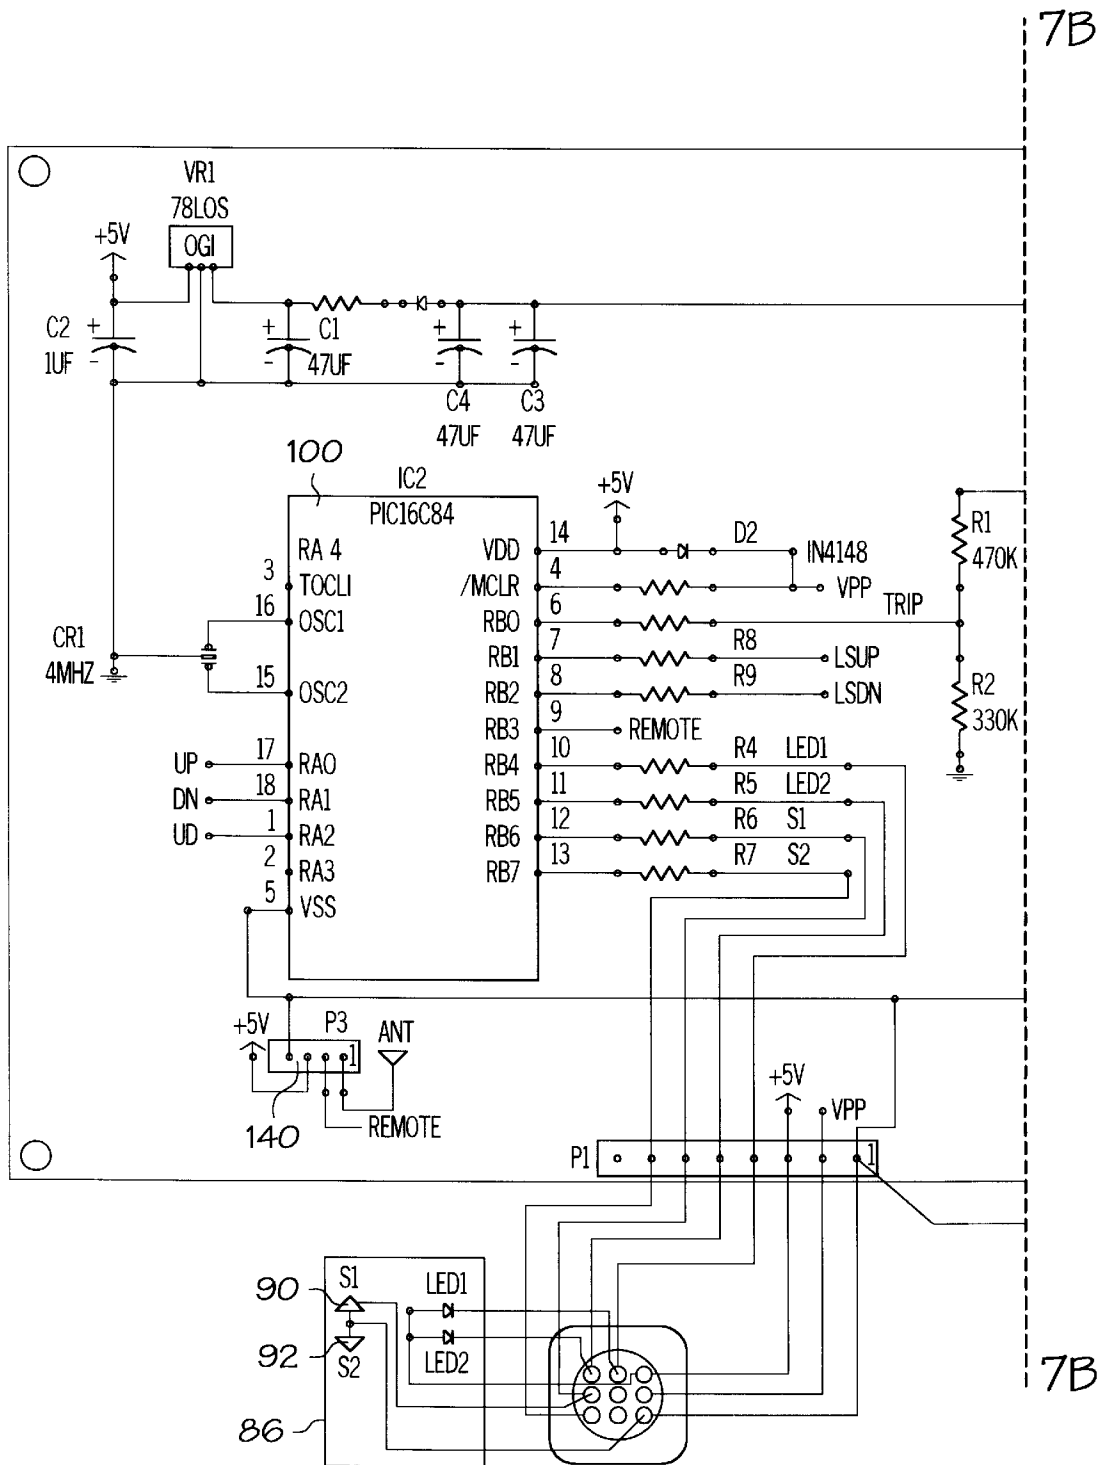 7B
VR1
78LOS
+5V
OGI
C2
1UF
+
-
+
-
C1
47UF
+
-
+
-
C4
47UF
C3
47UF
100
IC2
PIC16C84
+5V
RA 4
3 TOCLI
16 OSC1
15 OSC2
CR1
4MHZ
UP 17 RA0
DN 18 RA1
UD 1 RA2
2 RA3
5 VSS
VDD 14 D2 IN4148
/MCLR 4 VPP
RB0 6 TRIP
RB1 7 R8 LSUP
RB2 8 R9 LSDN
RB3 9 REMOTE
RB4 10 R4 LED1
RB5 11 R5 LED2
RB6 12 R6 S1
RB7 13 R7 S2
R1
470K
R2
330K
+5V
P3
1
ANT
140
REMOTE
+5V
VPP
P1
1
90
S1
LED1
92
S2
LED2
86
7B